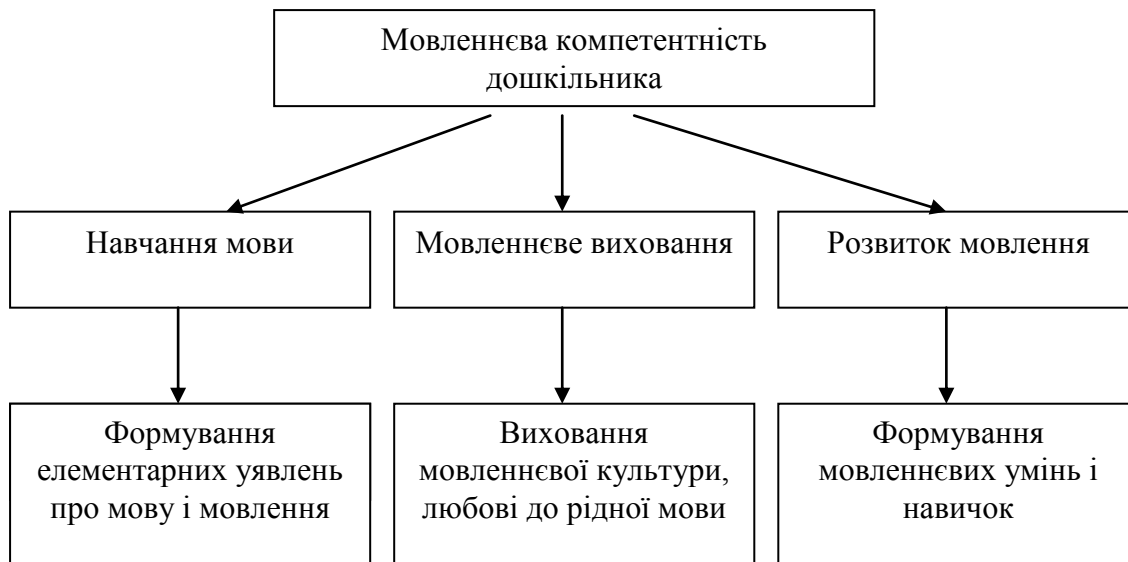 Мовленнєва компетентність
дошкільника
Навчання мови
Мовленнєве виховання
Розвиток мовлення
Формування
елементарних уявлень
про мову і мовлення
Виховання
мовленнєвої культури,
любові до рідної мови
Формування
мовленнєвих умінь і
навичок